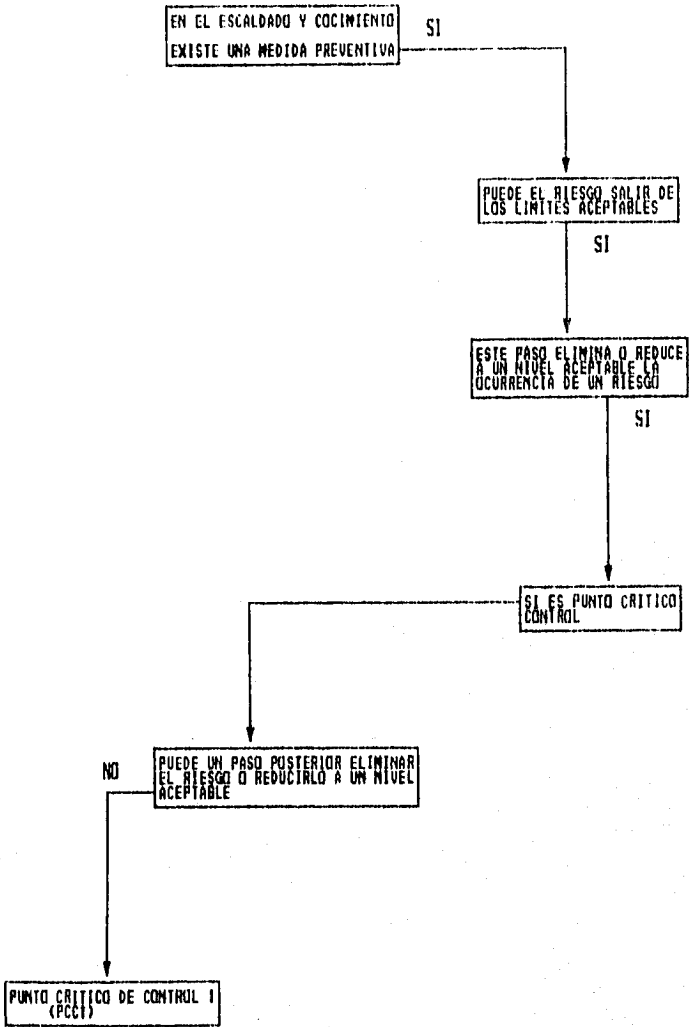 EN EL ESCALDADO Y COCIMIENTO
EXISTE UNA MEDIDA PREVENTIVA
SI
PUEDE EL RIESGO SALIR DE
LOS LIMITES ACEPTABLES
SI
ESTE PASO ELIMINA O REDUCE
A UN NIVEL ACEPTABLE LA
OCURRENCIA DE UN RIESGO
SI
SI ES PUNTO CRITICO
CONTROL
PUEDE UN PASO POSTERIOR ELIMINAR
EL RIESGO O REDUCIRLO A UN NIVEL
ACEPTABLE
NO
PUNTO CRITICO DE CONTROL 1
(PCC1)